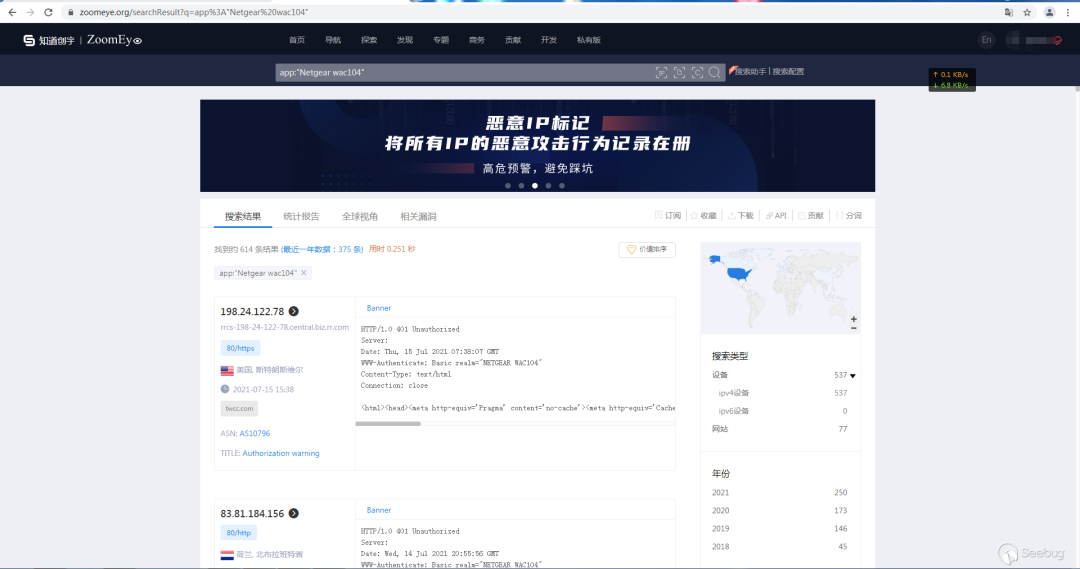 zoomeye.org/searchResult?q=app%3A"Netgear%20wac104"
知道创宇 | ZoomEye
首页 导航 探索 发现 专题 商务 贡献 开发 私有版
En
app:"Netgear wac104"
搜索助手 | 搜索配置
↑ 0.1 KB/s
↓ 6.8 KB/s
恶意IP标记
将所有IP的恶意攻击行为记录在册
高危预警，避免踩坑
搜索结果 统计报告 全球视角 相关漏洞
订阅 收藏 下载 API 贡献 分词
找到约 614 条结果 (最近一年数据：375 条) 用时 0.251 秒
价值排序
app:"Netgear wac104" ×
198.24.122.78
rrcs-198-24-122-78.central.biz.rr.com
80/https
美国, 斯特朗斯维尔
2021-07-15 15:38
twcc.com
ASN: AS10796
TITLE: Authorization warning
Banner
HTTP/1.0 401 Unauthorized
Server:
Date: Thu, 15 Jul 2021 07:38:07 GMT
WWW-Authenticate: Basic realm="NETGEAR WAC104"
Content-Type: text/html
Connection: close
<html><head><meta http-equiv='Pragma' content='no-cache'><meta http-equiv='Cache
83.81.184.156
80/http
荷兰, 北布拉班特省
Banner
HTTP/1.0 401 Unauthorized
Server:
Date: Wed, 14 Jul 2021 20:55:56 GMT
WWW-Authenticate: Basic realm="NETGEAR WAC104"
+
−
搜索类型
设备 537
ipv4设备 537
ipv6设备 0
网站 77
年份
2021 250
2020 173
2019 146
2018 45
Seebug